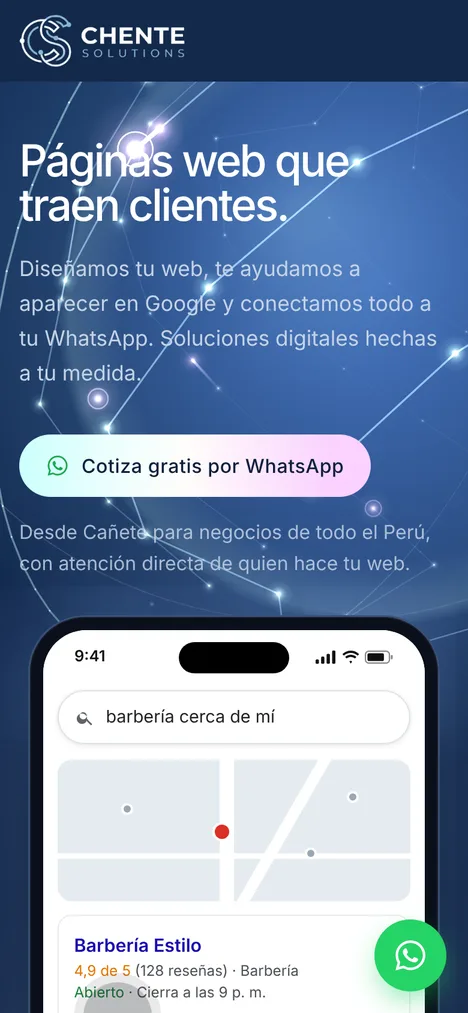 CHENTE
SOLUTIONS
Páginas web que
traen clientes.
Diseñamos tu web, te ayudamos a
aparecer en Google y conectamos todo a
tu WhatsApp. Soluciones digitales hechas
a tu medida.
Cotiza gratis por WhatsApp
Desde Cañete para negocios de todo el Perú,
con atención directa de quien hace tu web.
9:41
barbería cerca de mí
Barbería Estilo
4,9 de 5 (128 reseñas) · Barbería
Abierto · Cierra a las 9 p. m.